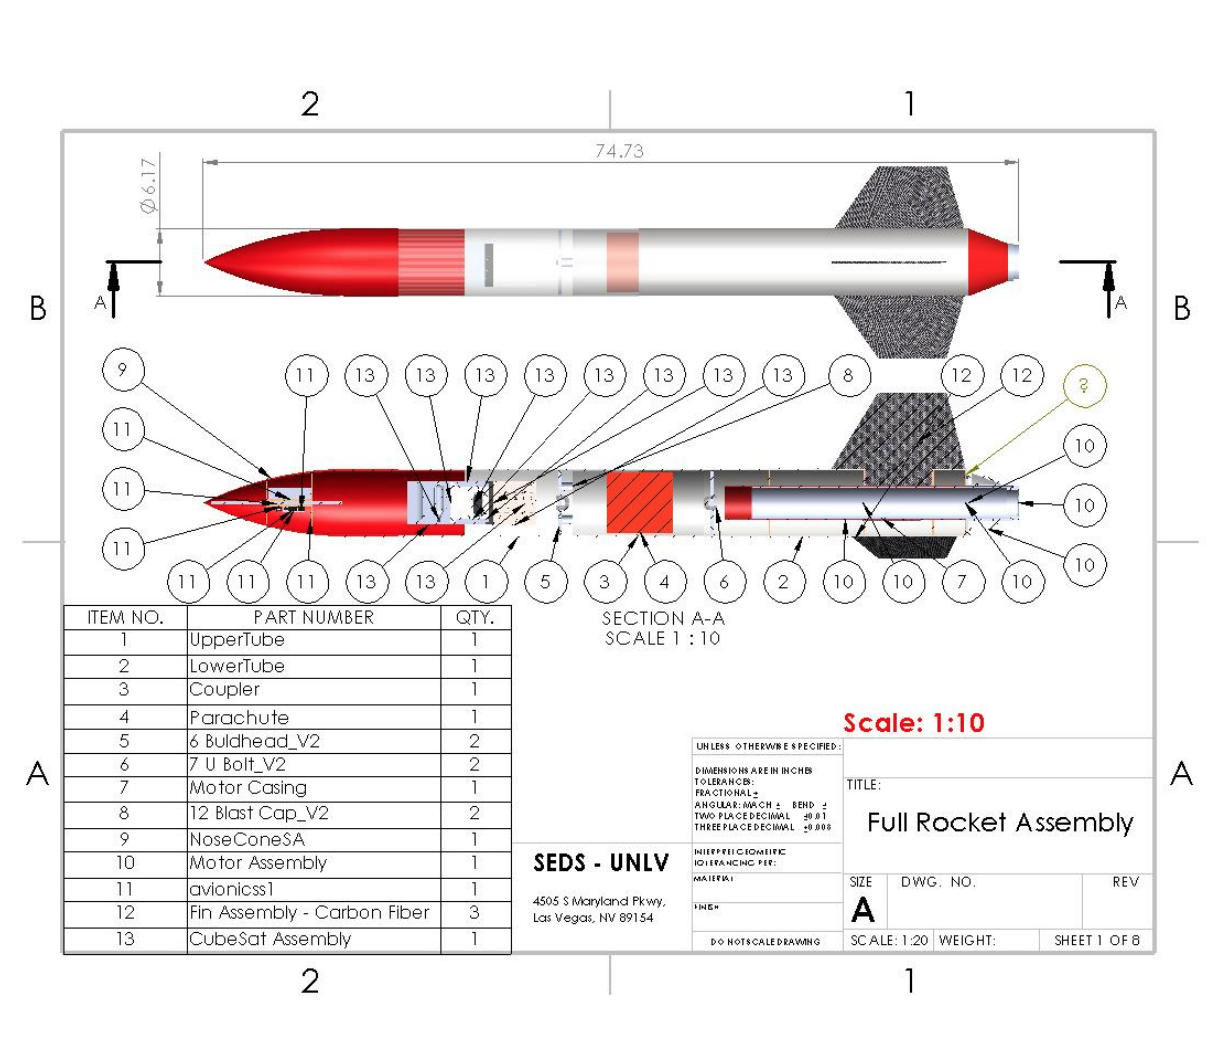 2 1
74.73
Ø6.17
A A
B B
9 11 13 13 13 13 13 13 13 13 8 12 12 ?
11 10
11 10
11 10
11 11 11 13 13 1 5 3 4 6 2 10 10 7 10
SECTION A-A
SCALE 1 : 10
ITEM NO. PART NUMBER QTY.
1 UpperTube 1
2 LowerTube 1
3 Coupler 1
4 Parachute 1
5 6 Buldhead_V2 2
6 7 U Bolt_V2 2
7 Motor Casing 1
8 12 Blast Cap_V2 2
9 NoseConeSA 1
10 Motor Assembly 1
11 avionicss1 1
12 Fin Assembly - Carbon Fiber 3
13 CubeSat Assembly 1
A A
Scale: 1:10
UNLESS OTHERWISE SPECIFIED:
DIMENSIONS ARE IN INCHES
TOLERANCES:
FRACTIONAL ±
ANGULAR: MACH ± BEND ±
TWO PLACE DECIMAL ±0.01
THREE PLACE DECIMAL ±0.005
INTERPRET GEOMETRIC
TOLERANCING PER:
MATERIAL
FINISH
DO NOT SCALE DRAWING
SEDS - UNLV
4505 S Maryland Pkwy,
Las Vegas, NV 89154
TITLE:
Full Rocket Assembly
SIZE DWG. NO. REV
A
SCALE: 1:20 WEIGHT: SHEET 1 OF 8
2 1